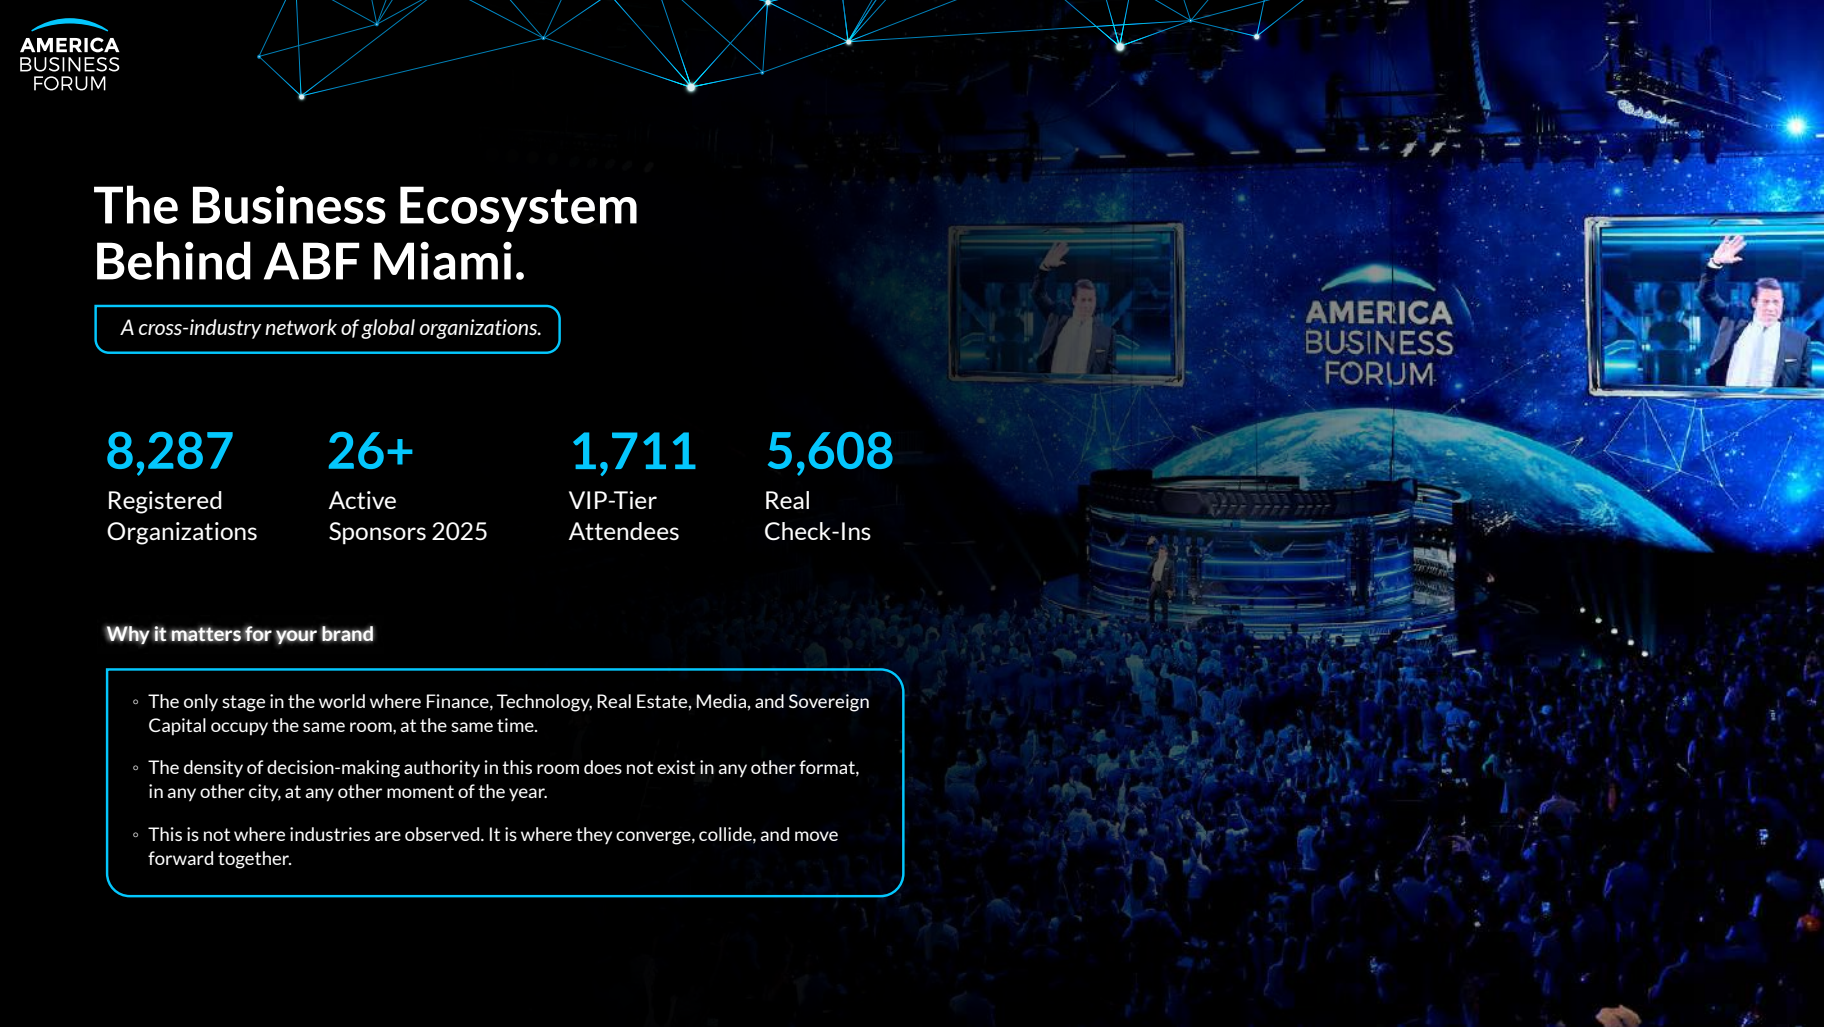 AMERICA
BUSINESS
FORUM
The Business Ecosystem
Behind ABF Miami.
A cross-industry network of global organizations.
8,287
Registered
Organizations
26+
Active
Sponsors 2025
1,711
VIP-Tier
Attendees
5,608
Real
Check-Ins
Why it matters for your brand
◦ The only stage in the world where Finance, Technology, Real Estate, Media, and Sovereign
Capital occupy the same room, at the same time.
◦ The density of decision-making authority in this room does not exist in any other format,
in any other city, at any other moment of the year.
◦ This is not where industries are observed. It is where they converge, collide, and move
forward together.
AMERICA
BUSINESS
FORUM